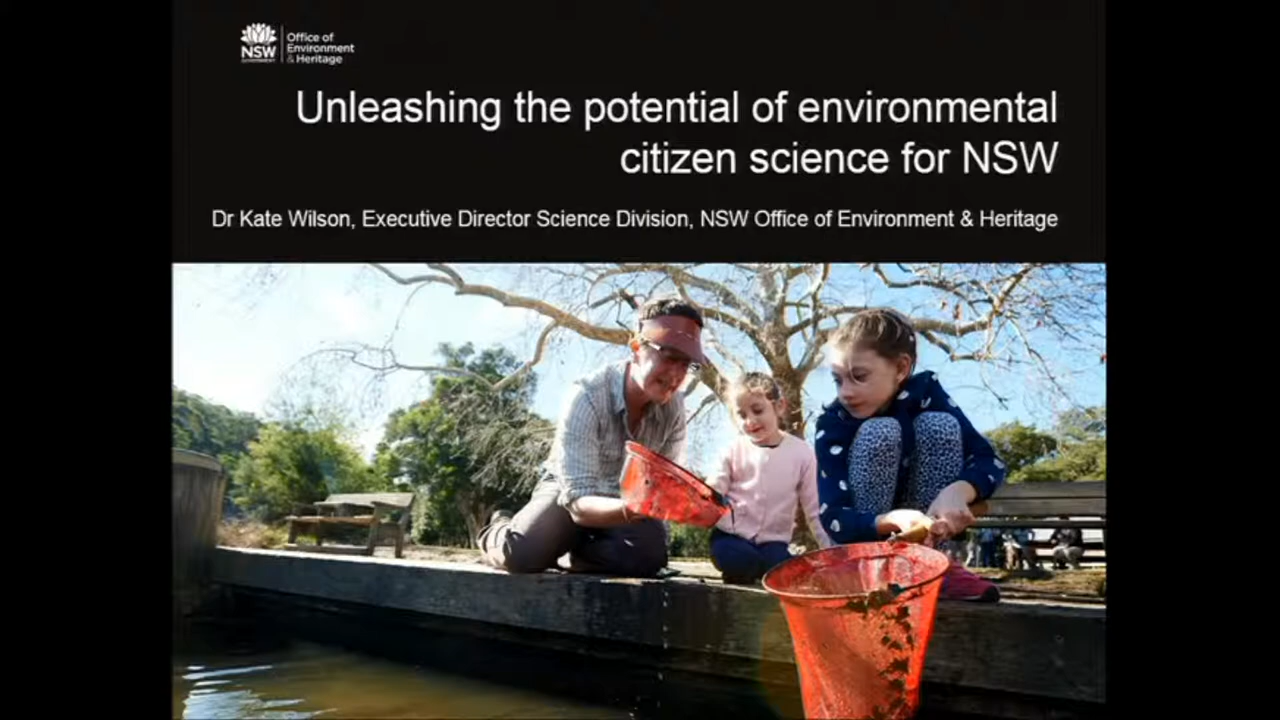 NSW
GOVERNMENT
Office of
Environment
& Heritage
Unleashing the potential of environmental
citizen science for NSW
Dr Kate Wilson, Executive Director Science Division, NSW Office of Environment & Heritage